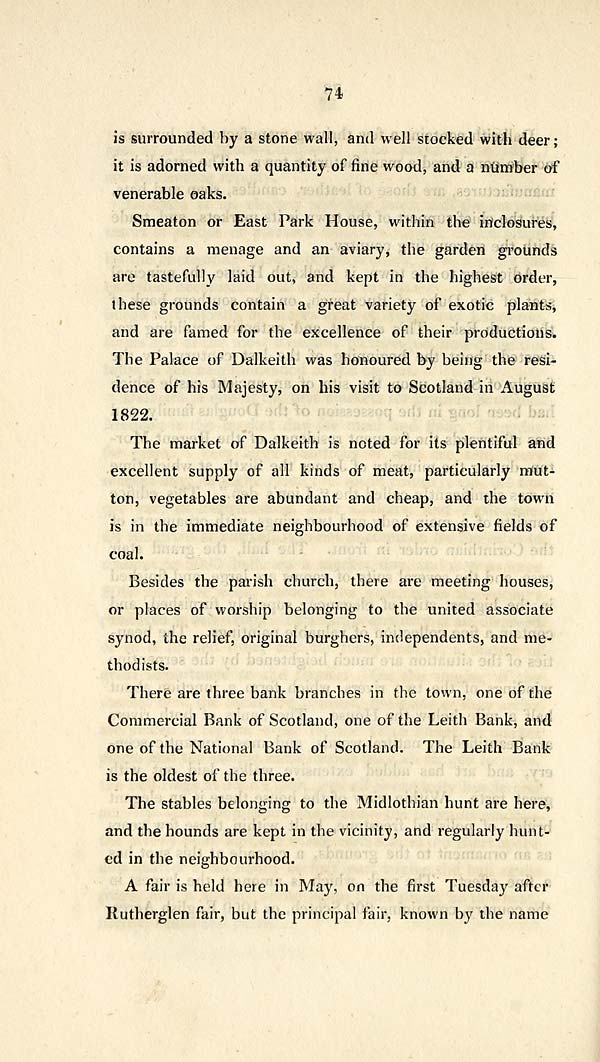 74
is surrounded by a stone wall, and well stocked with deer;
it is adorned with a quantity of fine wood, and a number of
venerable oaks.
Smeaton or East Park House, within the inclosures,
contains a menage and an aviary, the garden grounds
are tastefully laid out, and kept in the highest order,
these grounds contain a great variety of exotic plants,
and are famed for the excellence of their productions.
The Palace of Dalkeith was honoured by being the resi-
dence of his Majesty, on his visit to Scotland in August
1822.
The market of Dalkeith is noted for its plentiful and
excellent supply of all kinds of meat, particularly mut-
ton, vegetables are abundant and cheap, and the town
is in the immediate neighbourhood of extensive fields of
coal.
Besides the parish church, there are meeting houses,
or places of worship belonging to the united associate
synod, the relief, original burghers, independents, and me-
thodists.
There are three bank branches in the town, one of the
Commercial Bank of Scotland, one of the Leith Bank, and
one of the National Bank of Scotland. The Leith Bank
is the oldest of the three.
The stables belonging to the Midlothian hunt are here,
and the hounds are kept in the vicinity, and regularly hunt-
ed in the neighbourhood.
A fair is held here in May, on the first Tuesday after
Rutherglen fair, but the principal fair, known by the name